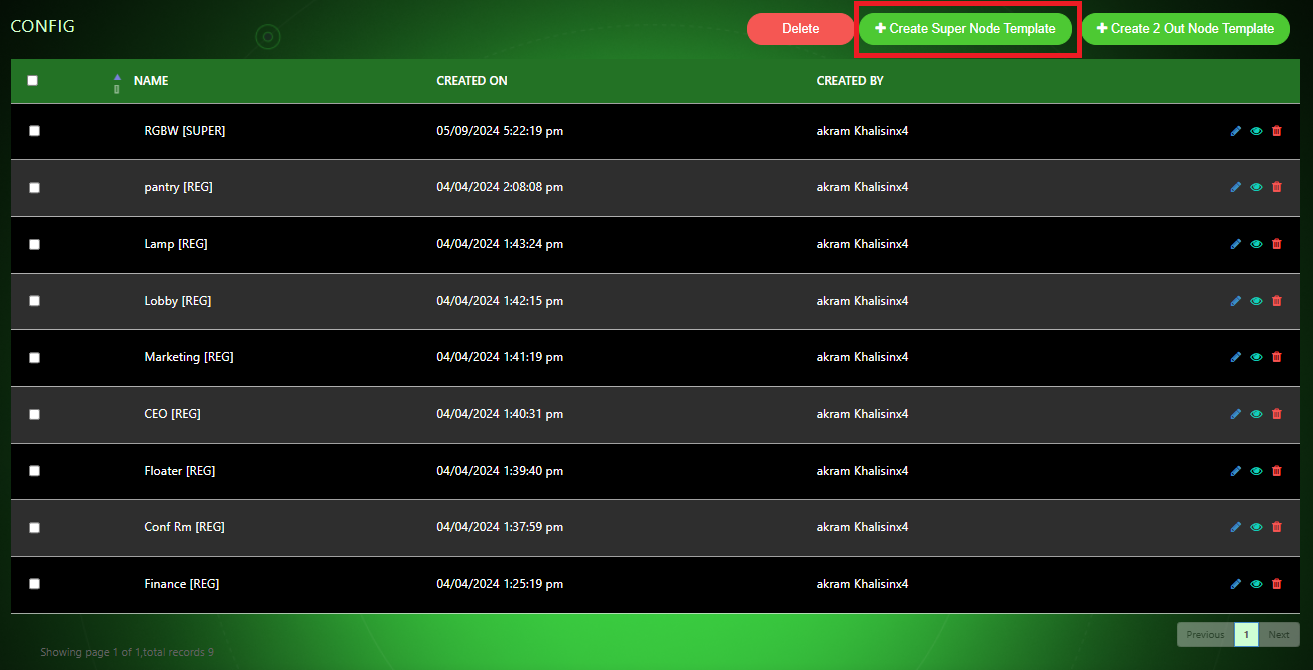 CONFIG
Delete
Create Super Node Template
Create 2 Out Node Template
NAME CREATED ON CREATED BY
RGBW [SUPER] 05/09/2024 5:22:19 pm akram Khalisinx4
pantry [REG] 04/04/2024 2:08:08 pm akram Khalisinx4
Lamp [REG] 04/04/2024 1:43:24 pm akram Khalisinx4
Lobby [REG] 04/04/2024 1:42:15 pm akram Khalisinx4
Marketing [REG] 04/04/2024 1:41:19 pm akram Khalisinx4
CEO [REG] 04/04/2024 1:40:31 pm akram Khalisinx4
Floater [REG] 04/04/2024 1:39:40 pm akram Khalisinx4
Conf Rm [REG] 04/04/2024 1:37:59 pm akram Khalisinx4
Finance [REG] 04/04/2024 1:25:19 pm akram Khalisinx4
Previous 1 Next
Showing page 1 of 1,total records 9